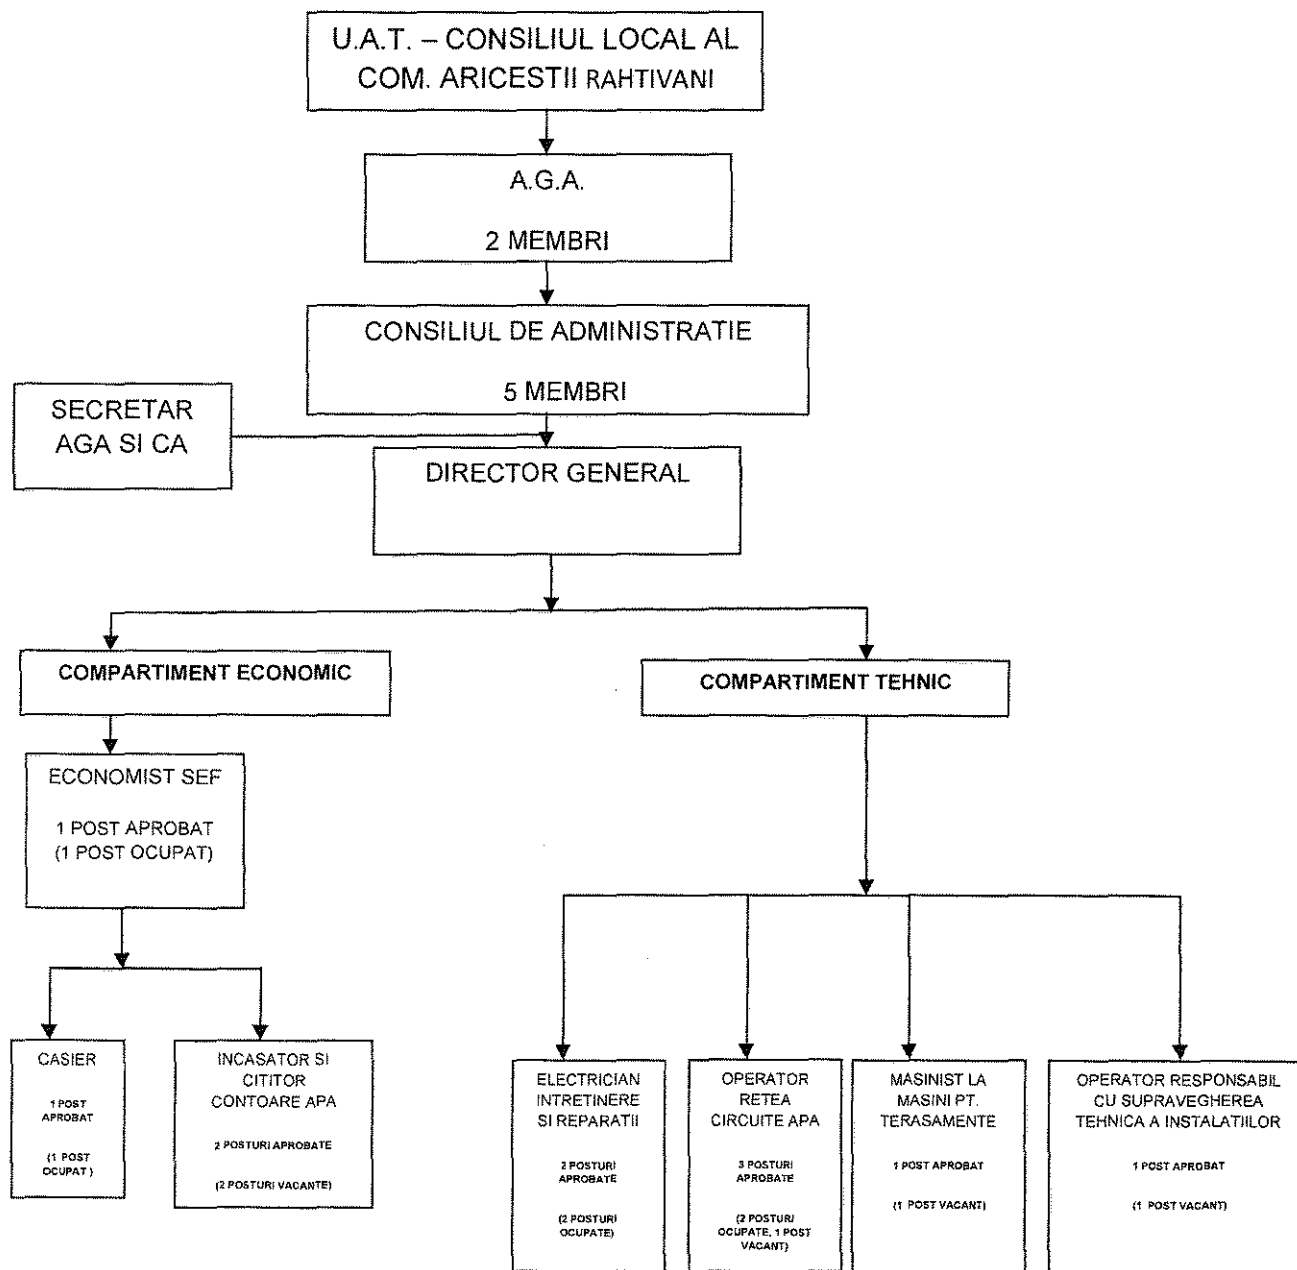 U.A.T. – CONSILIUL LOCAL AL
COM. ARICESTII RAHTIVANI
A.G.A.
2 MEMBRI
CONSILIUL DE ADMINISTRATIE
5 MEMBRI
SECRETAR
AGA SI CA
DIRECTOR GENERAL
COMPARTIMENT ECONOMIC
COMPARTIMENT TEHNIC
ECONOMIST SEF
1 POST APROBAT
(1 POST OCUPAT)
CASIER
1 POST
APROBAT
(1 POST
OCUPAT )
INCASATOR SI
CITITOR
CONTOARE APA
2 POSTURI APROBATE
(2 POSTURI VACANTE)
ELECTRICIAN
INTRETINERE
SI REPARATII
2 POSTURI
APROBATE
(2 POSTURI
OCUPATE)
OPERATOR
RETEA
CIRCUITE APA
3 POSTURI
APROBATE
(2 POSTURI
OCUPATE, 1 POST
VACANT)
MASINIST LA
MASINI PT.
TERASAMENTE
1 POST APROBAT
(1 POST VACANT)
OPERATOR RESPONSABIL
CU SUPRAVEGHEREA
TEHNICA A INSTALATIILOR
1 POST APROBAT
(1 POST VACANT)